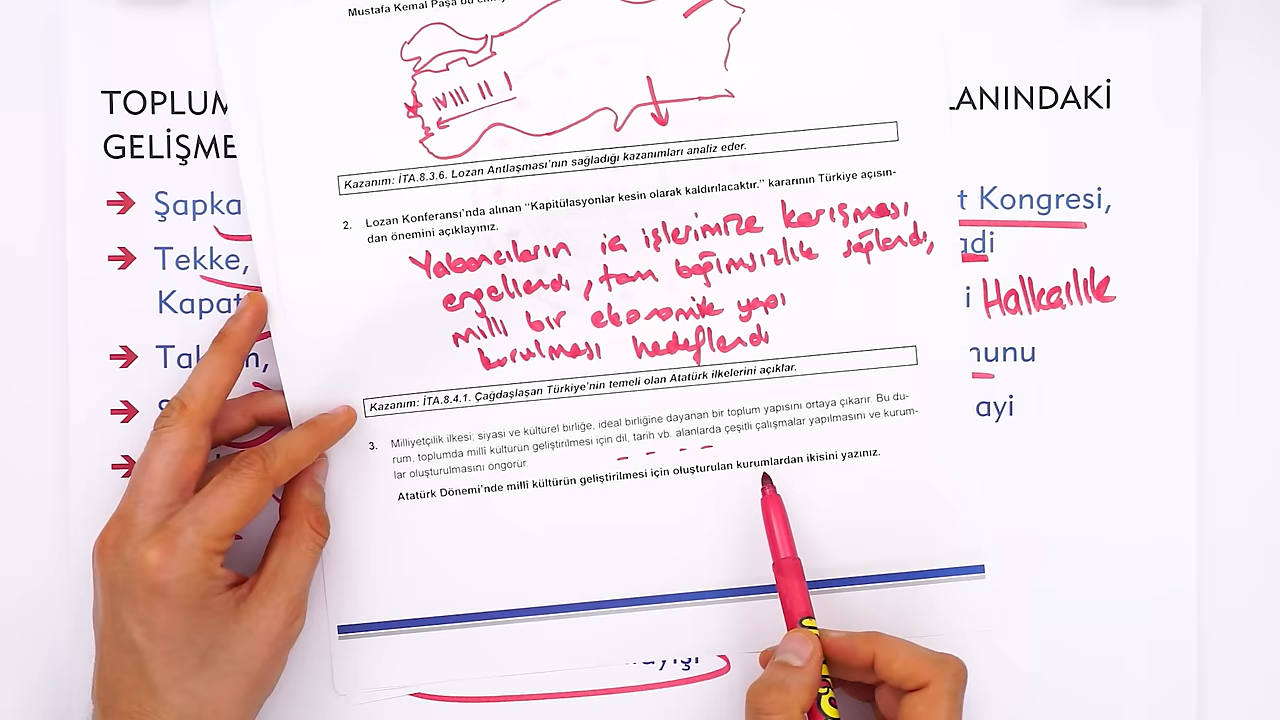 Mustafa Kemal Paşa bu
IV III II I
TOPLUM
GELİŞME
LANINDAKİ
Kazanım: İTA.8.3.6. Lozan Antlaşması'nın sağladığı kazanımları analiz eder.
2. Lozan Konferansı'nda alınan “Kapitülasyonlar kesin olarak kaldırılacaktır.” kararının Türkiye açısın-
dan önemini açıklayınız.
Yabancıların iç işlerimize karışması
engellendi, tam bağımsızlık sağlandı,
milli bir ekonomik yapı
kurulması hedeflendi
Şapka
Tekke,
Kapat
t Kongresi,
i Halkçılık
nunu
ayi
Kazanım: İTA.8.4.1. Çağdaşlaşan Türkiye'nin temeli olan Atatürk ilkelerini açıklar.
3. Milliyetçilik ilkesi; siyasi ve kültürel birliğe, ideal birliğine dayanan bir toplum yapısını ortaya çıkarır. Bu du-
rum, toplumda millî kültürün geliştirilmesi için dil, tarih vb. alanlarda çeşitli çalışmalar yapılmasını ve kurum-
lar oluşturulmasını öngörür.
Atatürk Dönemi'nde millî kültürün geliştirilmesi için oluşturulan kurumlardan ikisini yazınız.